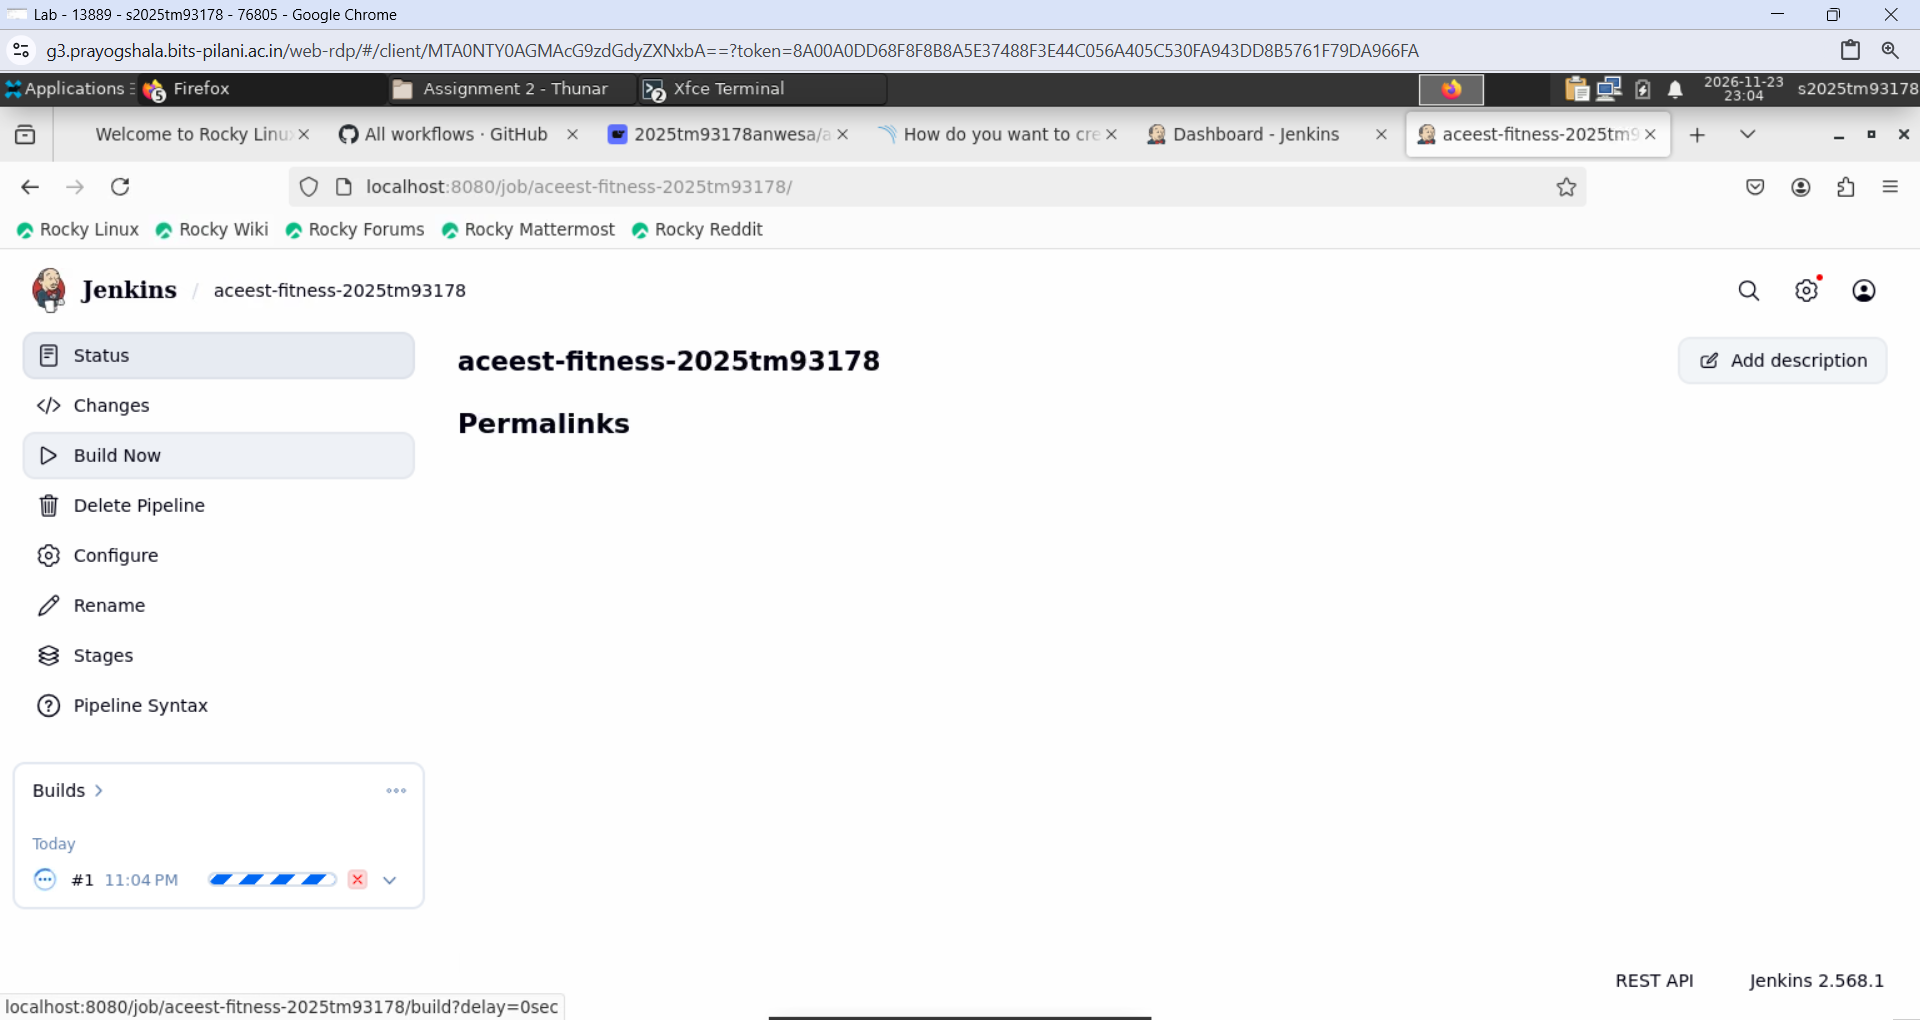 Lab - 13889 - s2025tm93178 - 76805 - Google Chrome
g3.prayogshala.bits-pilani.ac.in/web-rdp/#/client/MTA0NTY0AGMAcG9zdGdyZXNxbA==?token=8A00A0DD68F8F8B8A5E37488F3E44C056A405C530FA943DD8B5761F79DA966FA
Applications Firefox Assignment 2 - Thunar Xfce Terminal 2026-11-23 23:04 s2025tm93178
Welcome to Rocky Linu All workflows · GitHub 2025tm93178anwesa/a How do you want to cre Dashboard - Jenkins aceest-fitness-2025tm9
localhost:8080/job/aceest-fitness-2025tm93178/
Rocky Linux Rocky Wiki Rocky Forums Rocky Mattermost Rocky Reddit
Jenkins / aceest-fitness-2025tm93178
Status
aceest-fitness-2025tm93178
Add description
Changes
Permalinks
Build Now
Delete Pipeline
Configure
Rename
Stages
Pipeline Syntax
Builds
Today
#1 11:04 PM
REST API Jenkins 2.568.1
localhost:8080/job/aceest-fitness-2025tm93178/build?delay=0sec